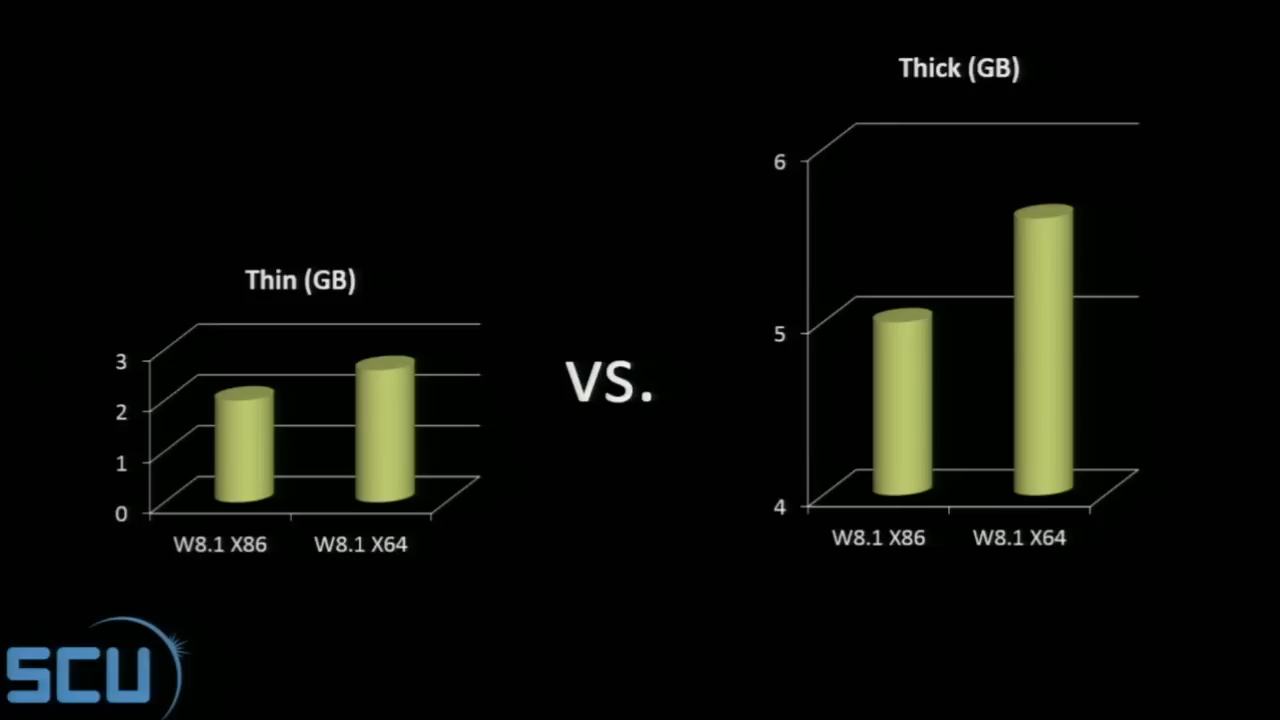 Thin (GB)
3
2
1
0
W8.1 X86
W8.1 X64
vs.
Thick (GB)
6
5
4
W8.1 X86
W8.1 X64
SCU